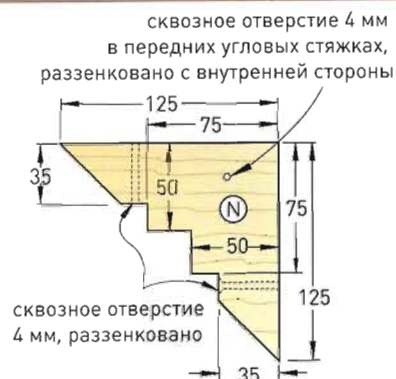 сквозное отверстие 4 мм
в передних угловых стяжках,
раззенковано с внутренней стороны
125
75
35
50
N
75
50
125
сквозное отверстие
4 мм, раззенковано
35